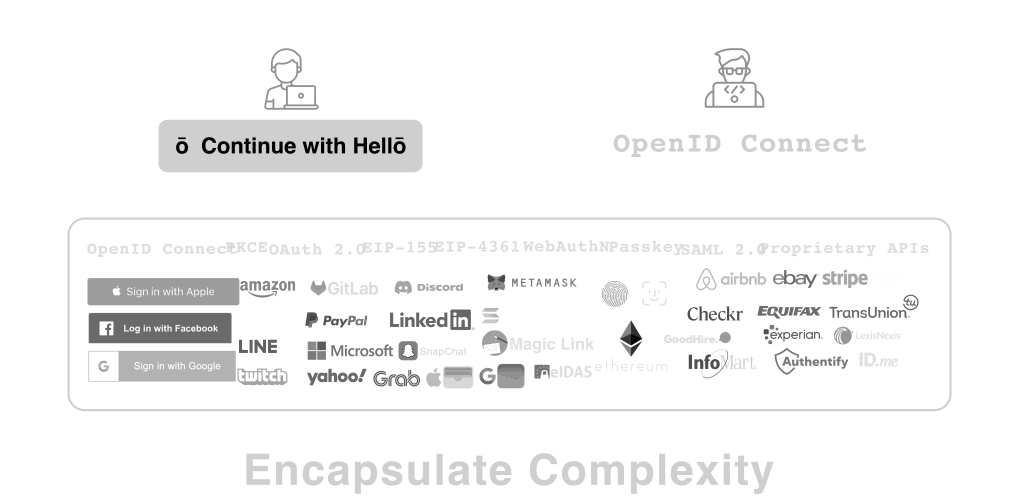 ō Continue with Hellō
OpenID Connect
OpenID Connect PKCE OAuth 2.0 EIP-155 EIP-4361 WebAuthN Passkey SAML 2.0 Proprietary APIs
Sign in with Apple
amazon
GitLab
Discord
METAMASK
airbnb ebay stripe
Log in with Facebook
PayPal
LinkedIn
Checkr EQUIFAX TransUnion
tu
LINE
Microsoft
SnapChat
Magic Link
GoodHire
experian.
LexisNexis
Sign in with Google
G
twitch
yahoo!
Grab
G
eIDAS
ethereum
InfoMart
Authentify
ID.me
Encapsulate Complexity